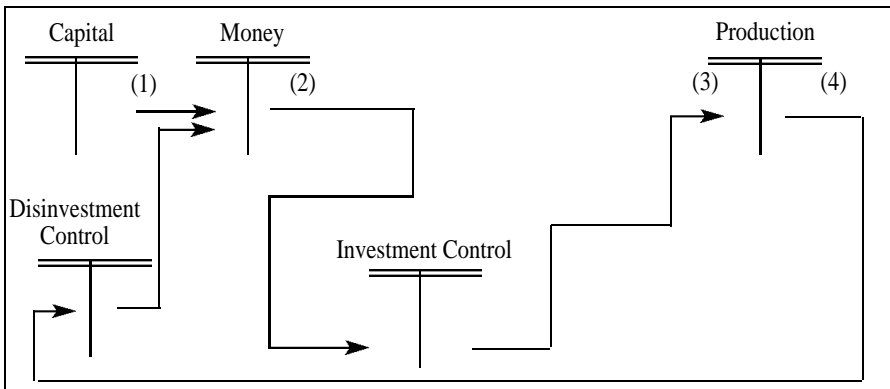 Capital
Money
Production
(1)
(2)
(3)
(4)
Disinvestment
Control
Investment Control